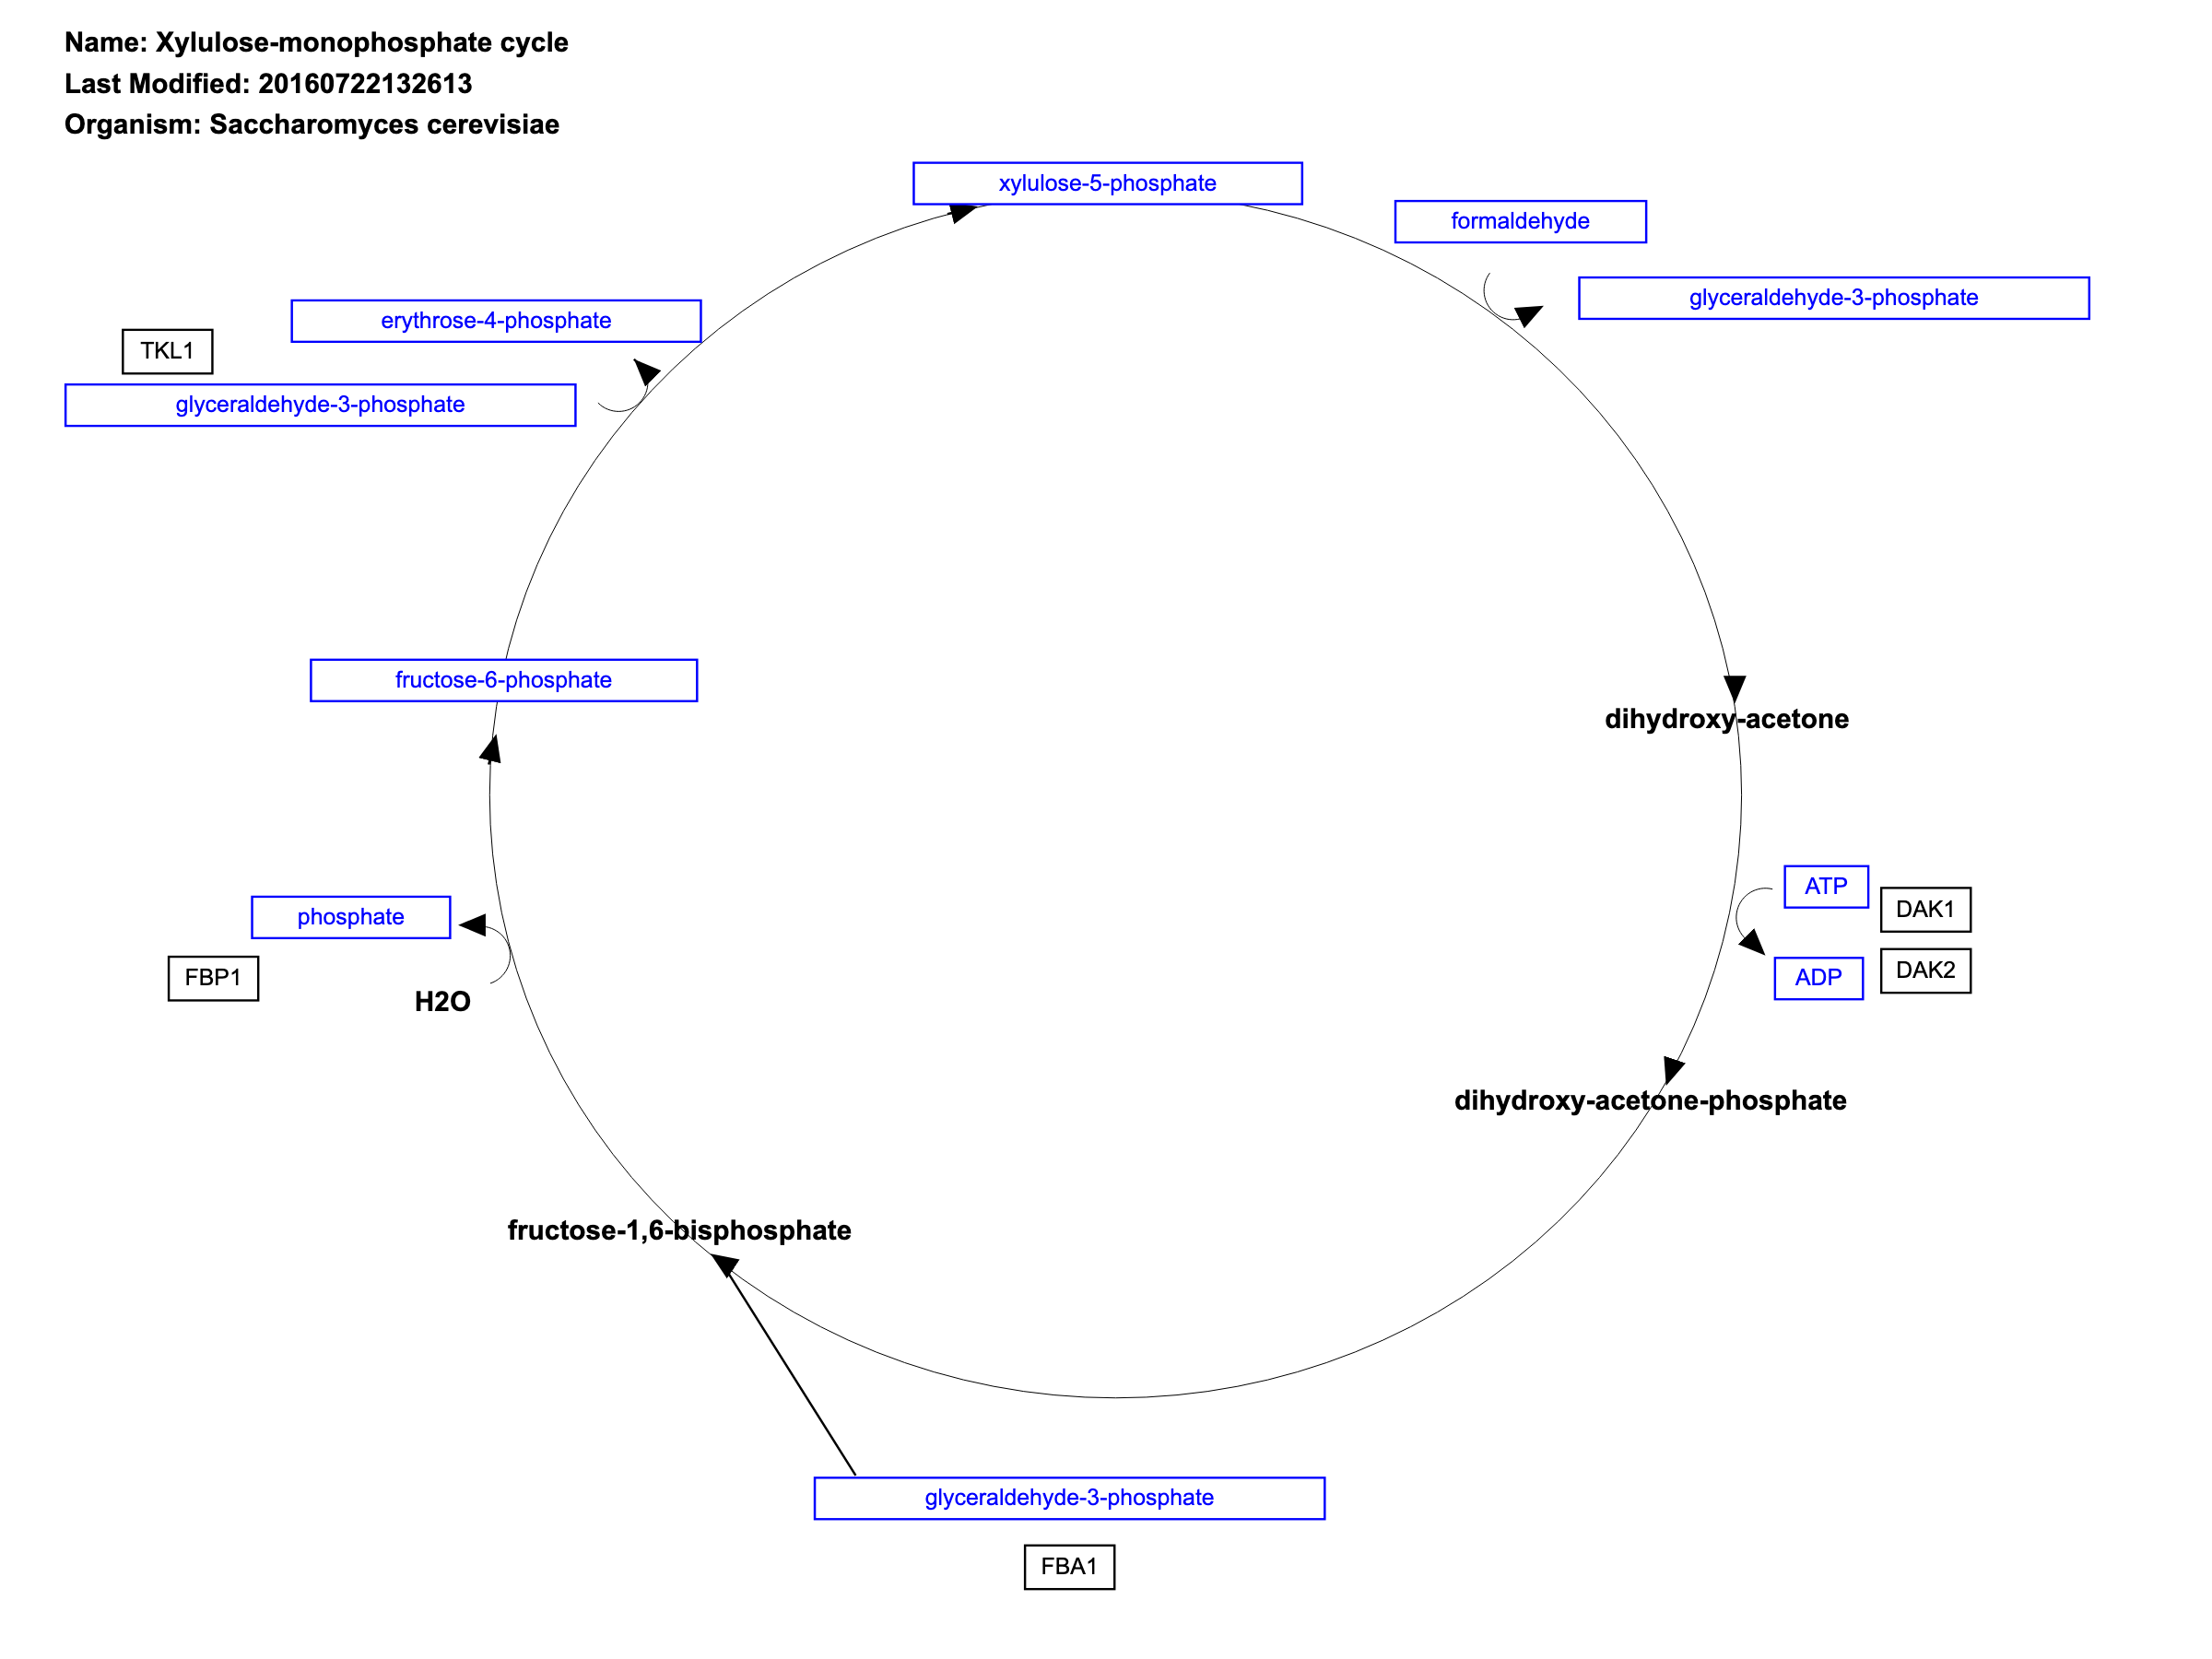 Name: Xylulose-monophosphate cycle
Last Modified: 20160722132613
Organism: Saccharomyces cerevisiae
xylulose-5-phosphate
formaldehyde
glyceraldehyde-3-phosphate
erythrose-4-phosphate
TKL1
glyceraldehyde-3-phosphate
fructose-6-phosphate
dihydroxy-acetone
ATP
DAK1
phosphate
FBP1
ADP
DAK2
H2O
dihydroxy-acetone-phosphate
fructose-1,6-bisphosphate
glyceraldehyde-3-phosphate
FBA1